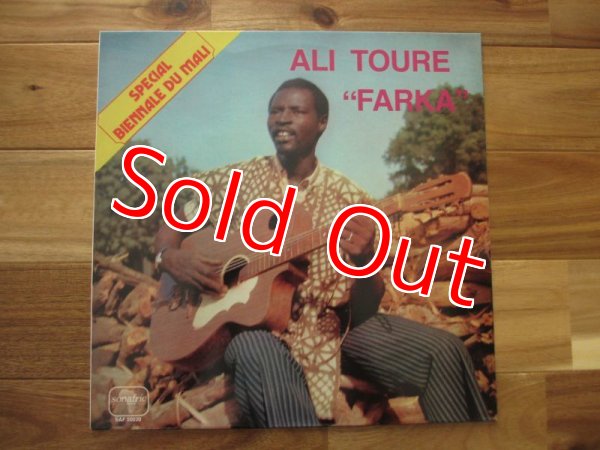 SPECIAL
BIENNALE DU MALI
ALI TOURE
"FARKA"
Sold Out
sonafric